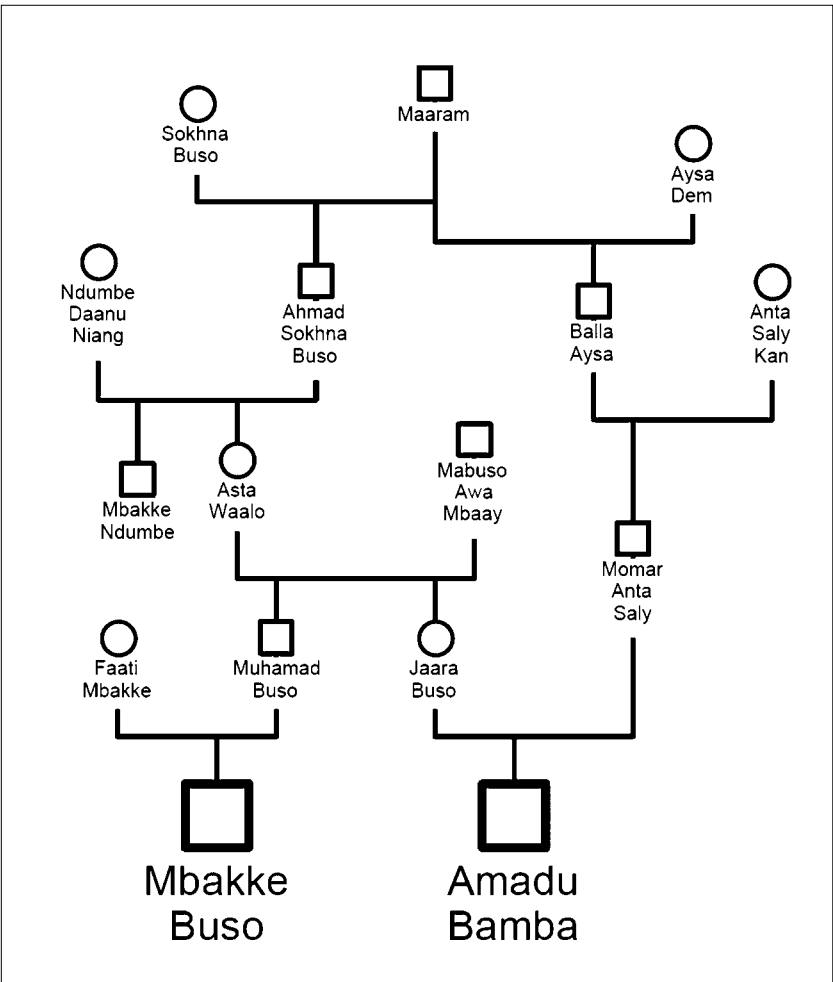 Maaram
Sokhna
Buso
Aysa
Dem
Ndumbe
Daanu
Niang
Ahmad
Sokhna
Buso
Balla
Aysa
Anta
Saly
Kan
Mbakke
Ndumbe
Asta
Waalo
Mabuso
Awa
Mbaay
Momar
Anta
Saly
Faati
Mbakke
Muhamad
Buso
Jaara
Buso
Mbakke
Buso
Amadu
Bamba